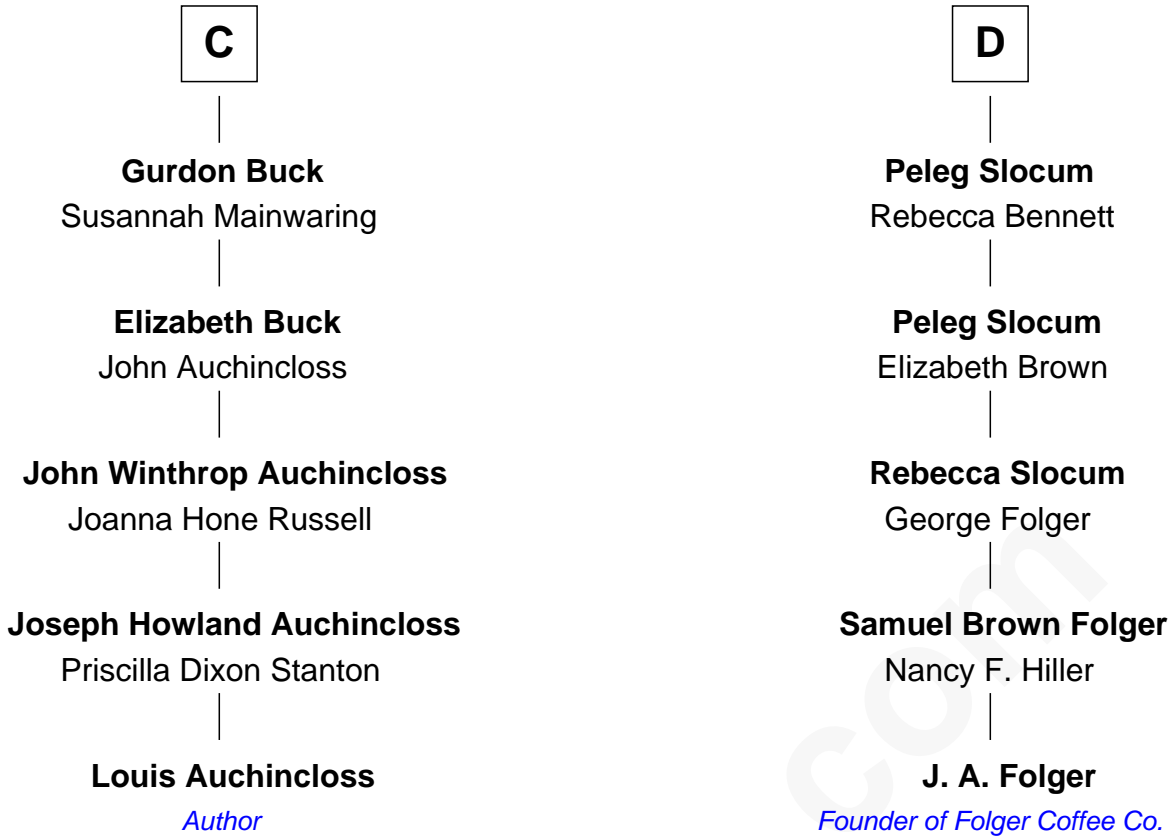 C
Gurdon Buck
Susannah Mainwaring
Elizabeth Buck
John Auchincloss
John Winthrop Auchincloss
Joanna Hone Russell
Joseph Howland Auchincloss
Priscilla Dixon Stanton
Louis Auchincloss
Author
D
Peleg Slocum
Rebecca Bennett
Peleg Slocum
Elizabeth Brown
Rebecca Slocum
George Folger
Samuel Brown Folger
Nancy F. Hiller
J. A. Folger
Founder of Folger Coffee Co.
com